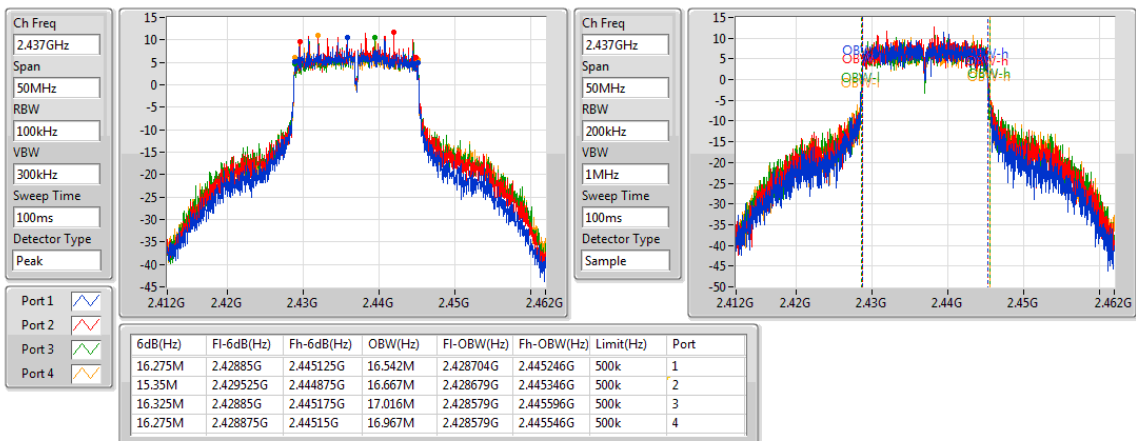 Ch Freq
2.437GHz
Span
50MHz
RBW
100kHz
VBW
300kHz
Sweep Time
100ms
Detector Type
Peak
15
10
5
0
-5
-10
-15
-20
-25
-30
-35
-40
-45
2.412G 2.42G 2.43G 2.44G 2.45G 2.462G
Ch Freq
2.437GHz
Span
50MHz
RBW
200kHz
VBW
1MHz
Sweep Time
100ms
Detector Type
Sample
15
10
5
0
-5
-10
-15
-20
-25
-30
-35
-40
-45
-50
OBW-l
OBW-h
2.412G 2.42G 2.43G 2.44G 2.45G 2.462G
Port 1
Port 2
Port 3
Port 4
6dB(Hz) Fl-6dB(Hz) Fh-6dB(Hz) OBW(Hz) Fl-OBW(Hz) Fh-OBW(Hz) Limit(Hz) Port
16.275M 2.42885G 2.445125G 16.542M 2.428704G 2.445246G 500k 1
15.35M 2.429525G 2.444875G 16.667M 2.428679G 2.445346G 500k 2
16.325M 2.42885G 2.445175G 17.016M 2.428579G 2.445596G 500k 3
16.275M 2.428875G 2.44515G 16.967M 2.428579G 2.445546G 500k 4